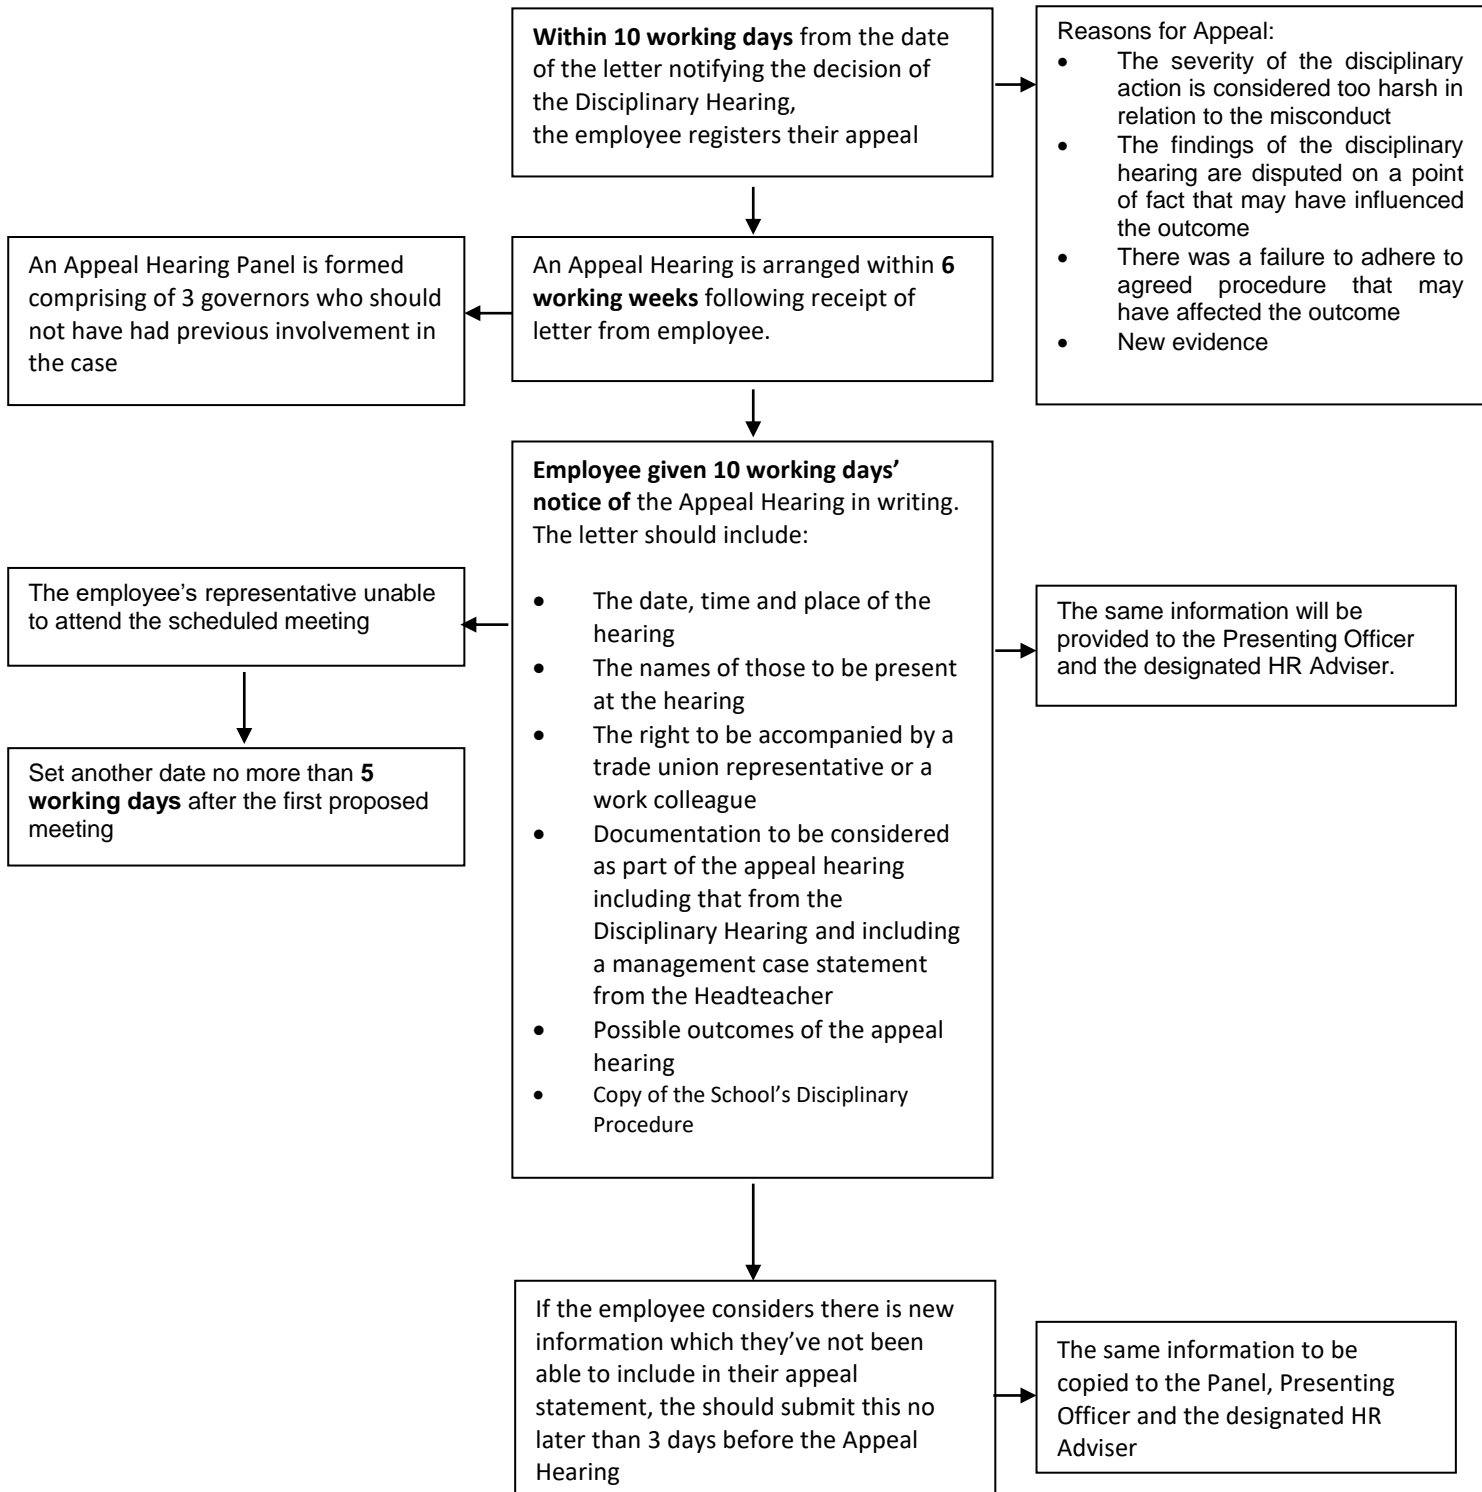 Within 10 working days from the date
of the letter notifying the decision of
the Disciplinary Hearing,
the employee registers their appeal
Reasons for Appeal:
• The severity of the disciplinary
action is considered too harsh in
relation to the misconduct
• The findings of the disciplinary
hearing are disputed on a point
of fact that may have influenced
the outcome
• There was a failure to adhere to
agreed procedure that may
have affected the outcome
• New evidence
An Appeal Hearing Panel is formed
comprising of 3 governors who should
not have had previous involvement in
the case
An Appeal Hearing is arranged within 6
working weeks following receipt of
letter from employee.
Employee given 10 working days’
notice of the Appeal Hearing in writing.
The letter should include:
• The date, time and place of the
hearing
• The names of those to be present
at the hearing
• The right to be accompanied by a
trade union representative or a
work colleague
• Documentation to be considered
as part of the appeal hearing
including that from the
Disciplinary Hearing and including
a management case statement
from the Headteacher
• Possible outcomes of the appeal
hearing
• Copy of the School’s Disciplinary
Procedure
The employee’s representative unable
to attend the scheduled meeting
The same information will be
provided to the Presenting Officer
and the designated HR Adviser.
Set another date no more than 5
working days after the first proposed
meeting
If the employee considers there is new
information which they’ve not been
able to include in their appeal
statement, the should submit this no
later than 3 days before the Appeal
Hearing
The same information to be
copied to the Panel, Presenting
Officer and the designated HR
Adviser